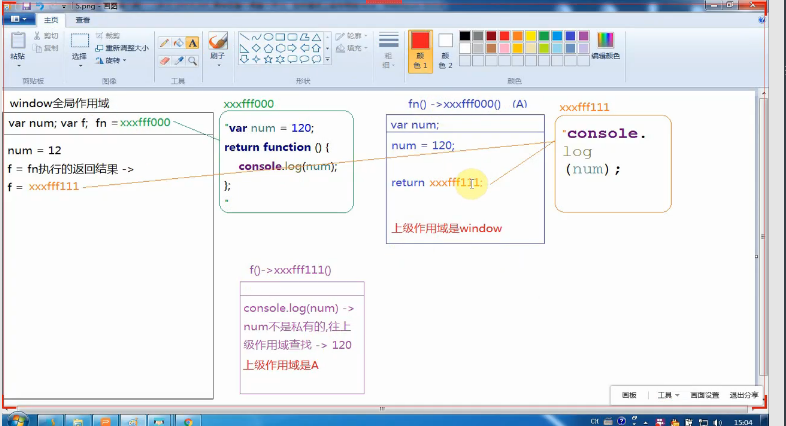 5.png - 画图
主页 查看
粘贴
剪切
复制
剪贴板
选择
裁剪
重新调整大小
旋转
图像
刷子
工具
轮廓
填充
形状
粗细
颜色 1
颜色 2
编辑颜色
颜色
window全局作用域
var num; var f; fn =xxxfff000
num = 12
f = fn执行的返回结果 ->
f = xxxfff111
xxxfff000
"var num = 120;
return function () {
console.log(num);
};
"
fn() ->xxxfff000() (A)
var num;
num = 120;
return xxxfff111;
上级作用域是window
xxxfff111
"console.
log
(num);
f()->xxxfff111()
console.log(num) ->
num不是私有的,往上
级作用域查找 -> 120
上级作用域是A
画板 工具 画面设置 退出分享
CH
15:04